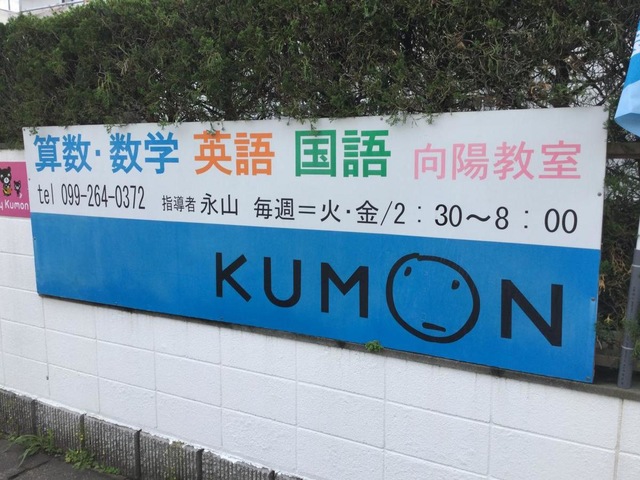 算数・数学 英語 国語 向陽教室
tel 099-264-0372 指導者 永山 毎週=火・金/2：30〜8：00
KUMON
y Kumon